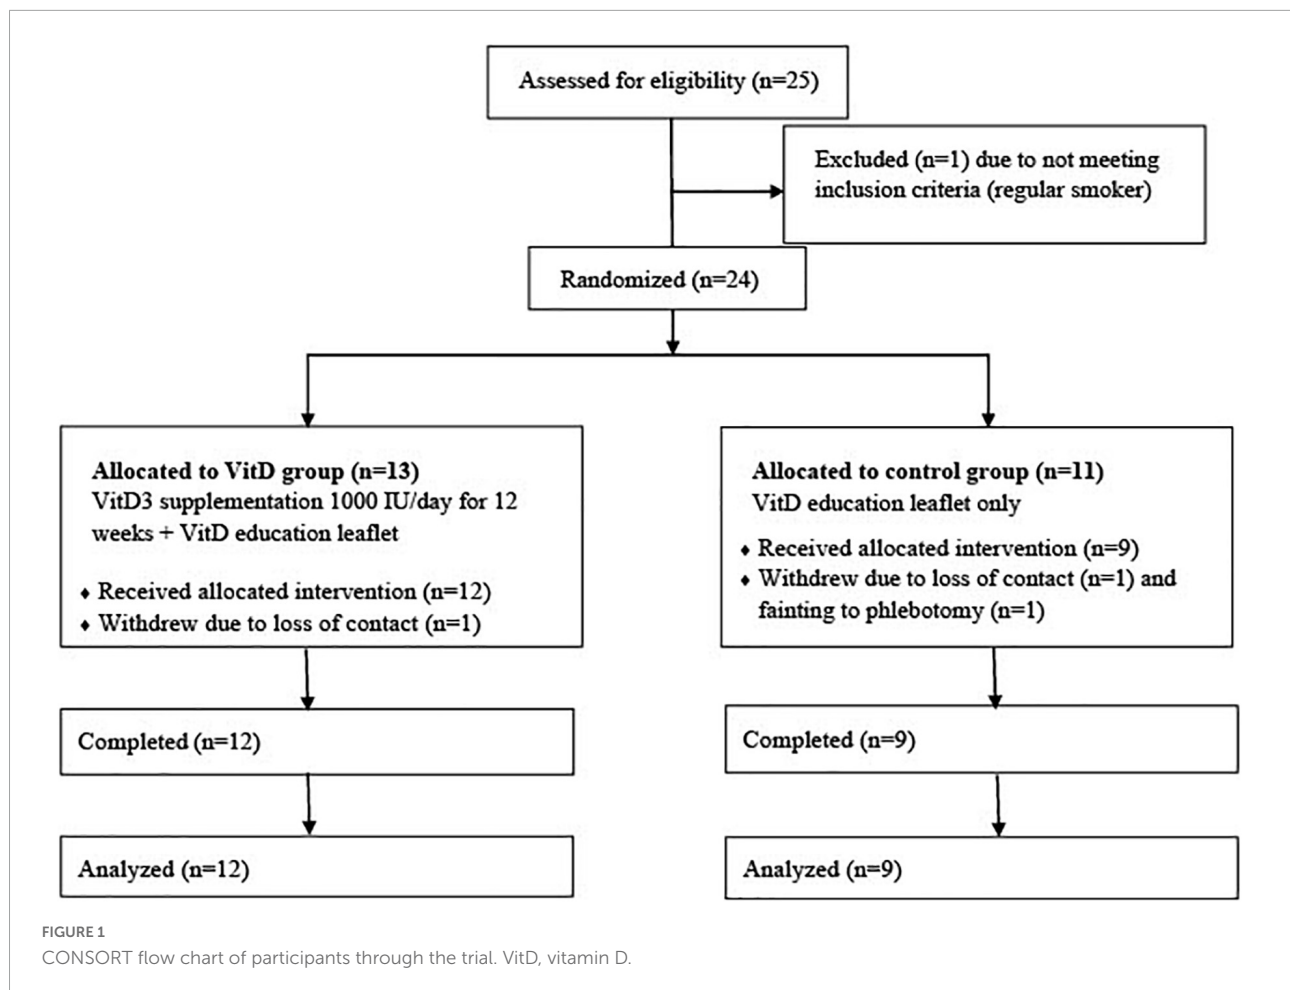 Assessed for eligibility (n=25)
Excluded (n=1) due to not meeting
inclusion criteria (regular smoker)
Randomized (n=24)
Allocated to VitD group (n=13)
VitD3 supplementation 1000 IU/day for 12
weeks + VitD education leaflet
♦ Received allocated intervention (n=12)
♦ Withdrew due to loss of contact (n=1)
Allocated to control group (n=11)
VitD education leaflet only
♦ Received allocated intervention (n=9)
♦ Withdrew due to loss of contact (n=1) and
fainting to phlebotomy (n=1)
Completed (n=12)
Completed (n=9)
Analyzed (n=12)
Analyzed (n=9)
FIGURE 1
CONSORT flow chart of participants through the trial. VitD, vitamin D.